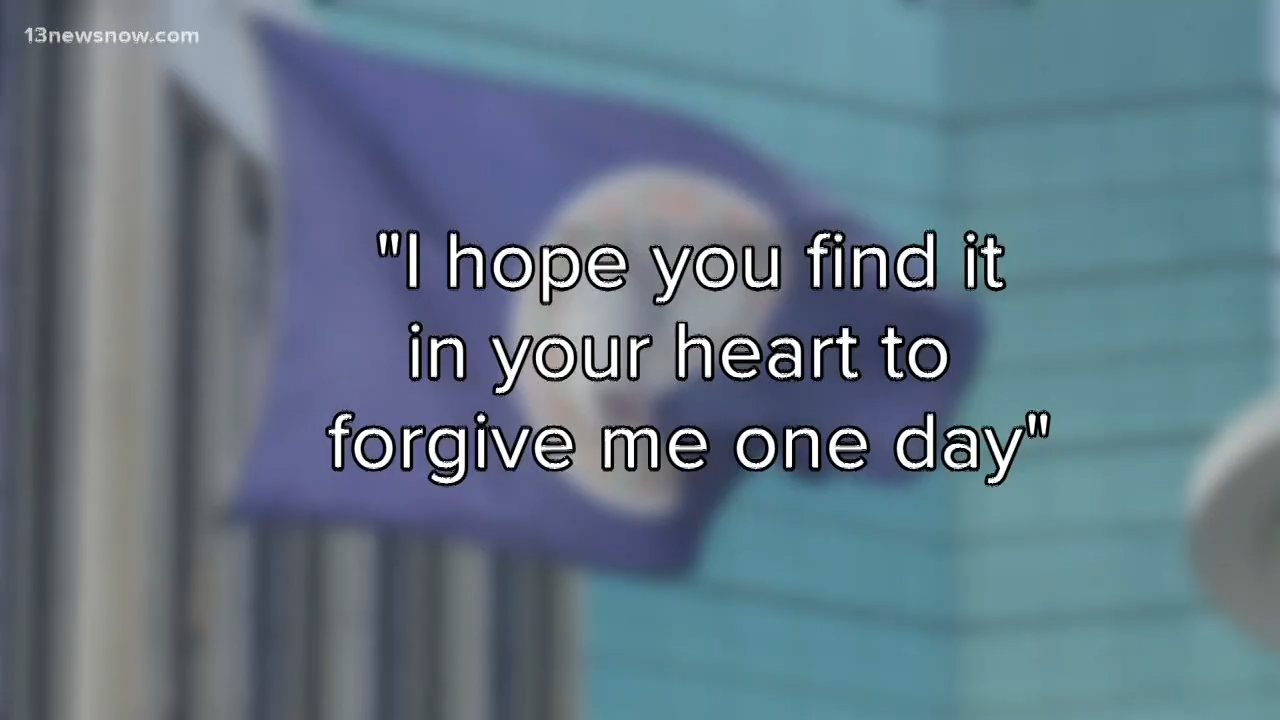 13newsnow.com
"I hope you find it
in your heart to
forgive me one day"